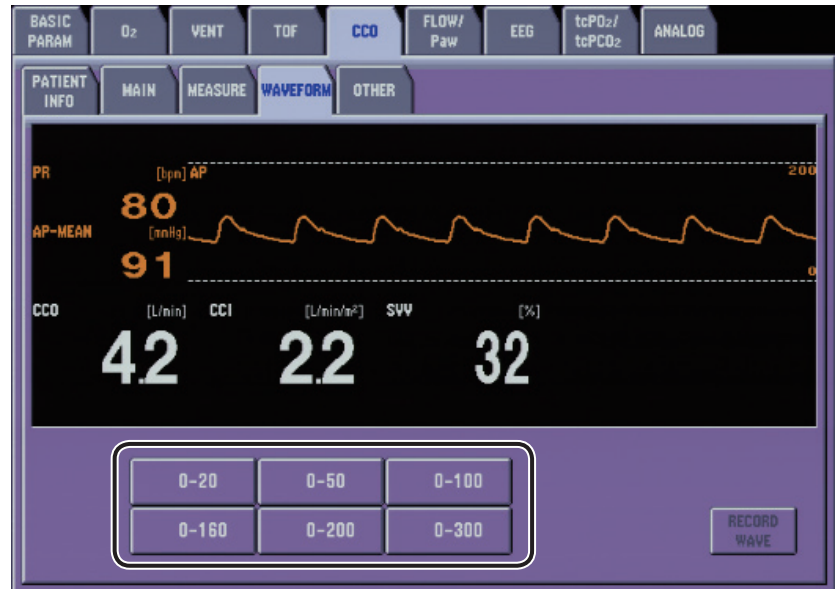 BASIC PARAM O2 VENT TOF CCO FLOW/ Paw EEG tcPO2/ tcPCO2 ANALOG
PATIENT INFO MAIN MEASURE WAVEFORM OTHER
PR [bpm] AP 200
80
AP-MEAN [mmHg]
91 0
CCO [L/min] CCI [L/min/m²] SVV [%]
4.2 2.2 32
0-20 0-50 0-100
0-160 0-200 0-300
RECORD WAVE